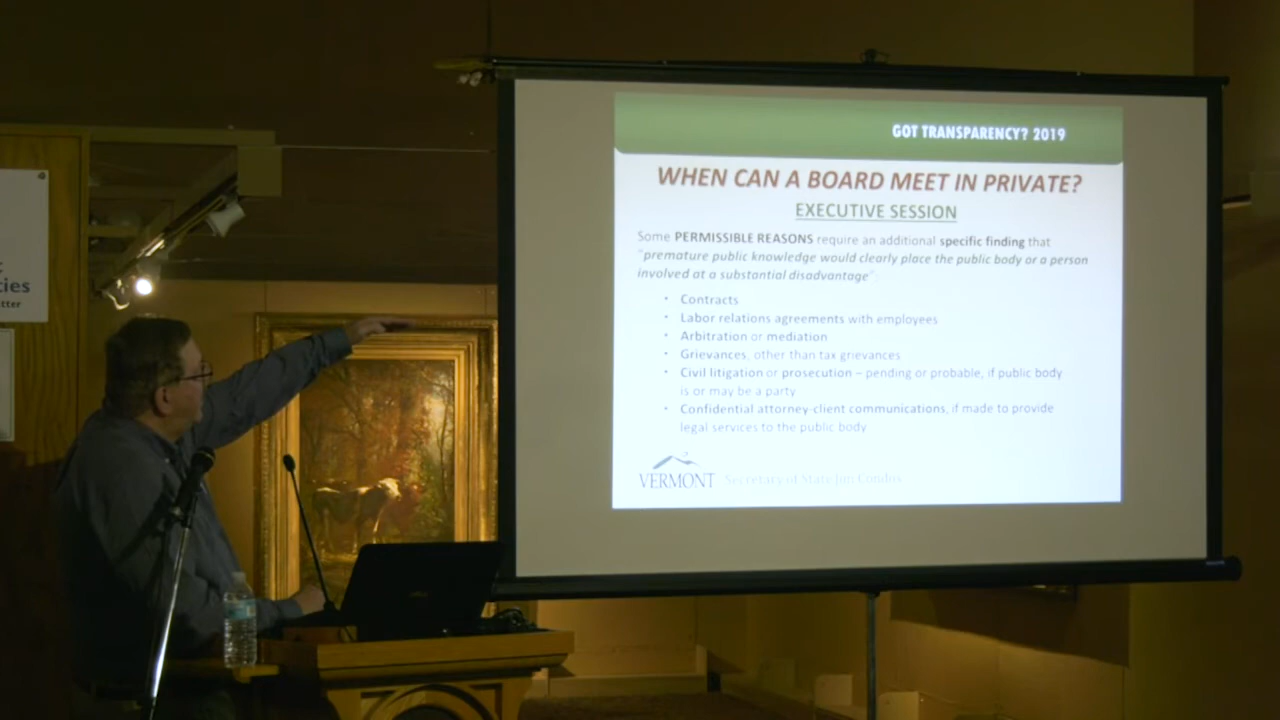 ties
tter
GOT TRANSPARENCY? 2019
WHEN CAN A BOARD MEET IN PRIVATE?
EXECUTIVE SESSION
Some PERMISSIBLE REASONS require an additional specific finding that
"premature public knowledge would clearly place the public body or a person
involved at a substantial disadvantage":
• Contracts
• Labor relations agreements with employees
• Arbitration or mediation
• Grievances, other than tax grievances
• Civil litigation or prosecution – pending or probable, if public body
is or may be a party
• Confidential attorney-client communications, if made to provide
legal services to the public body
VERMONT Secretary of State Jim Condos